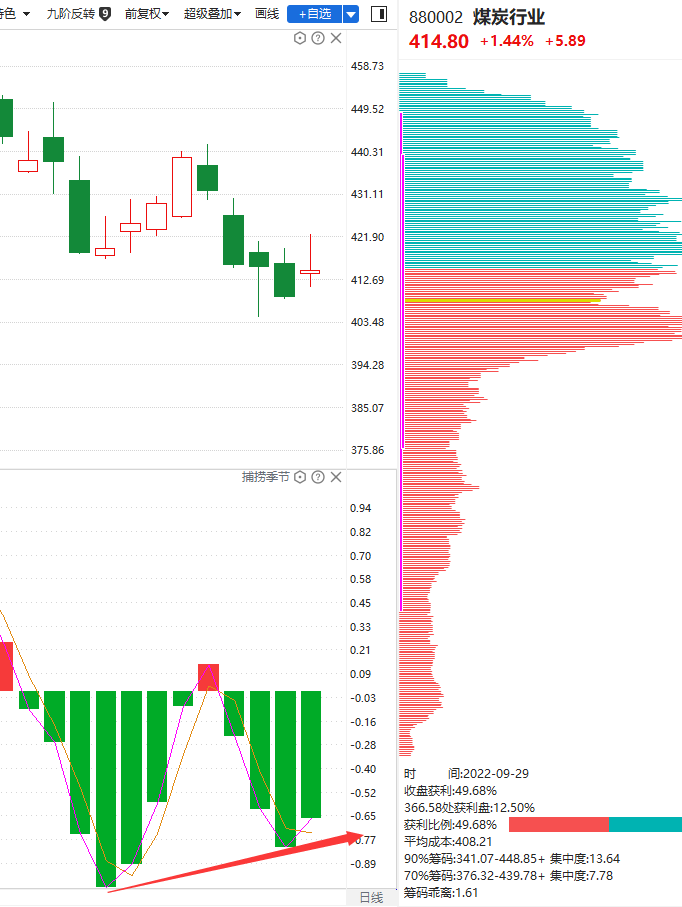 特色 九阶反转 9 前复权 超级叠加 画线 +自选
880002 煤炭行业
414.80 +1.44% +5.89
458.73
449.52
440.31
431.11
421.90
412.69
403.48
394.28
385.07
375.86
捕捞季节
0.94
0.82
0.70
0.58
0.45
0.33
0.21
0.09
-0.03
-0.16
-0.28
-0.40
-0.52
-0.65
-0.77
-0.89
日线
时 间:2022-09-29
收盘获利:49.68%
366.58处获利盘:12.50%
获利比例:49.68%
平均成本:408.21
90%筹码:341.07-448.85+ 集中度:13.64
70%筹码:376.32-439.78+ 集中度:7.78
筹码乖离:1.61